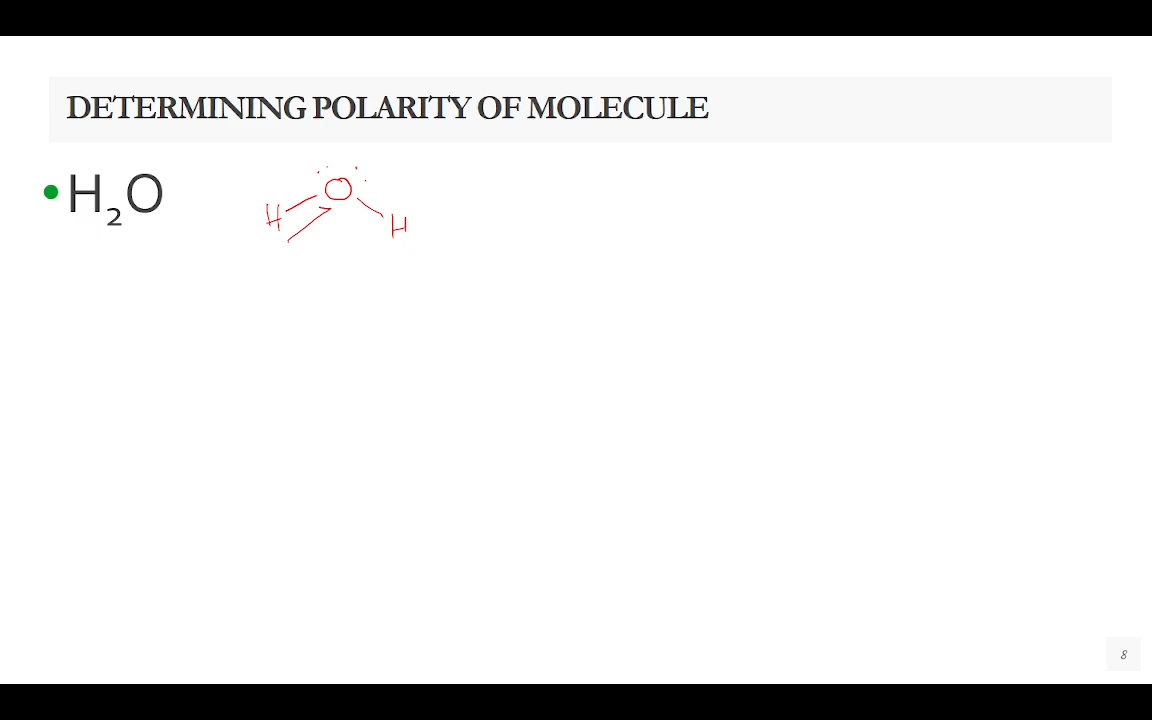 DETERMINING POLARITY OF MOLECULE
•H₂O
O
H
H
8